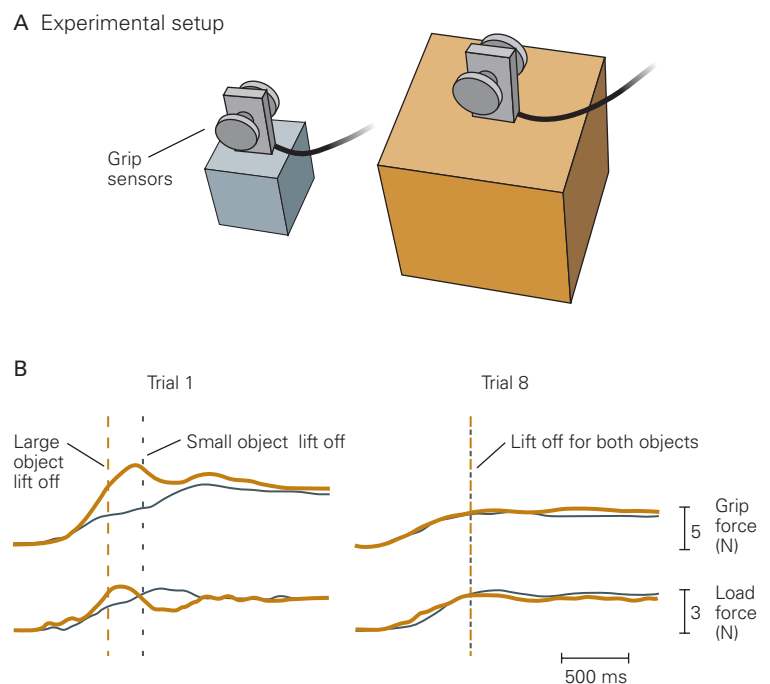 A Experimental setup
Grip
sensors
B
Trial 1
Trial 8
Large
object
lift off
Small object lift off
Lift off for both objects
5
Grip
force
(N)
3
Load
force
(N)
500 ms